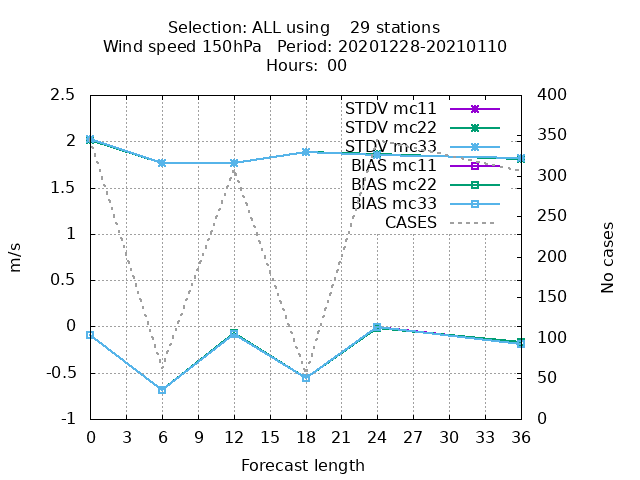 Selection: ALL using    29 stations
Wind speed 150hPa   Period: 20201228-20210110
Hours: 00
2.5
2
1.5
1
0.5
0
-0.5
-1
m/s
400
350
300
250
200
150
100
50
0
No cases
STDV mc11
STDV mc22
STDV mc33
BIAS mc11
BIAS mc22
BIAS mc33
CASES
0 3 6 9 12 15 18 21 24 27 30 33 36
Forecast length